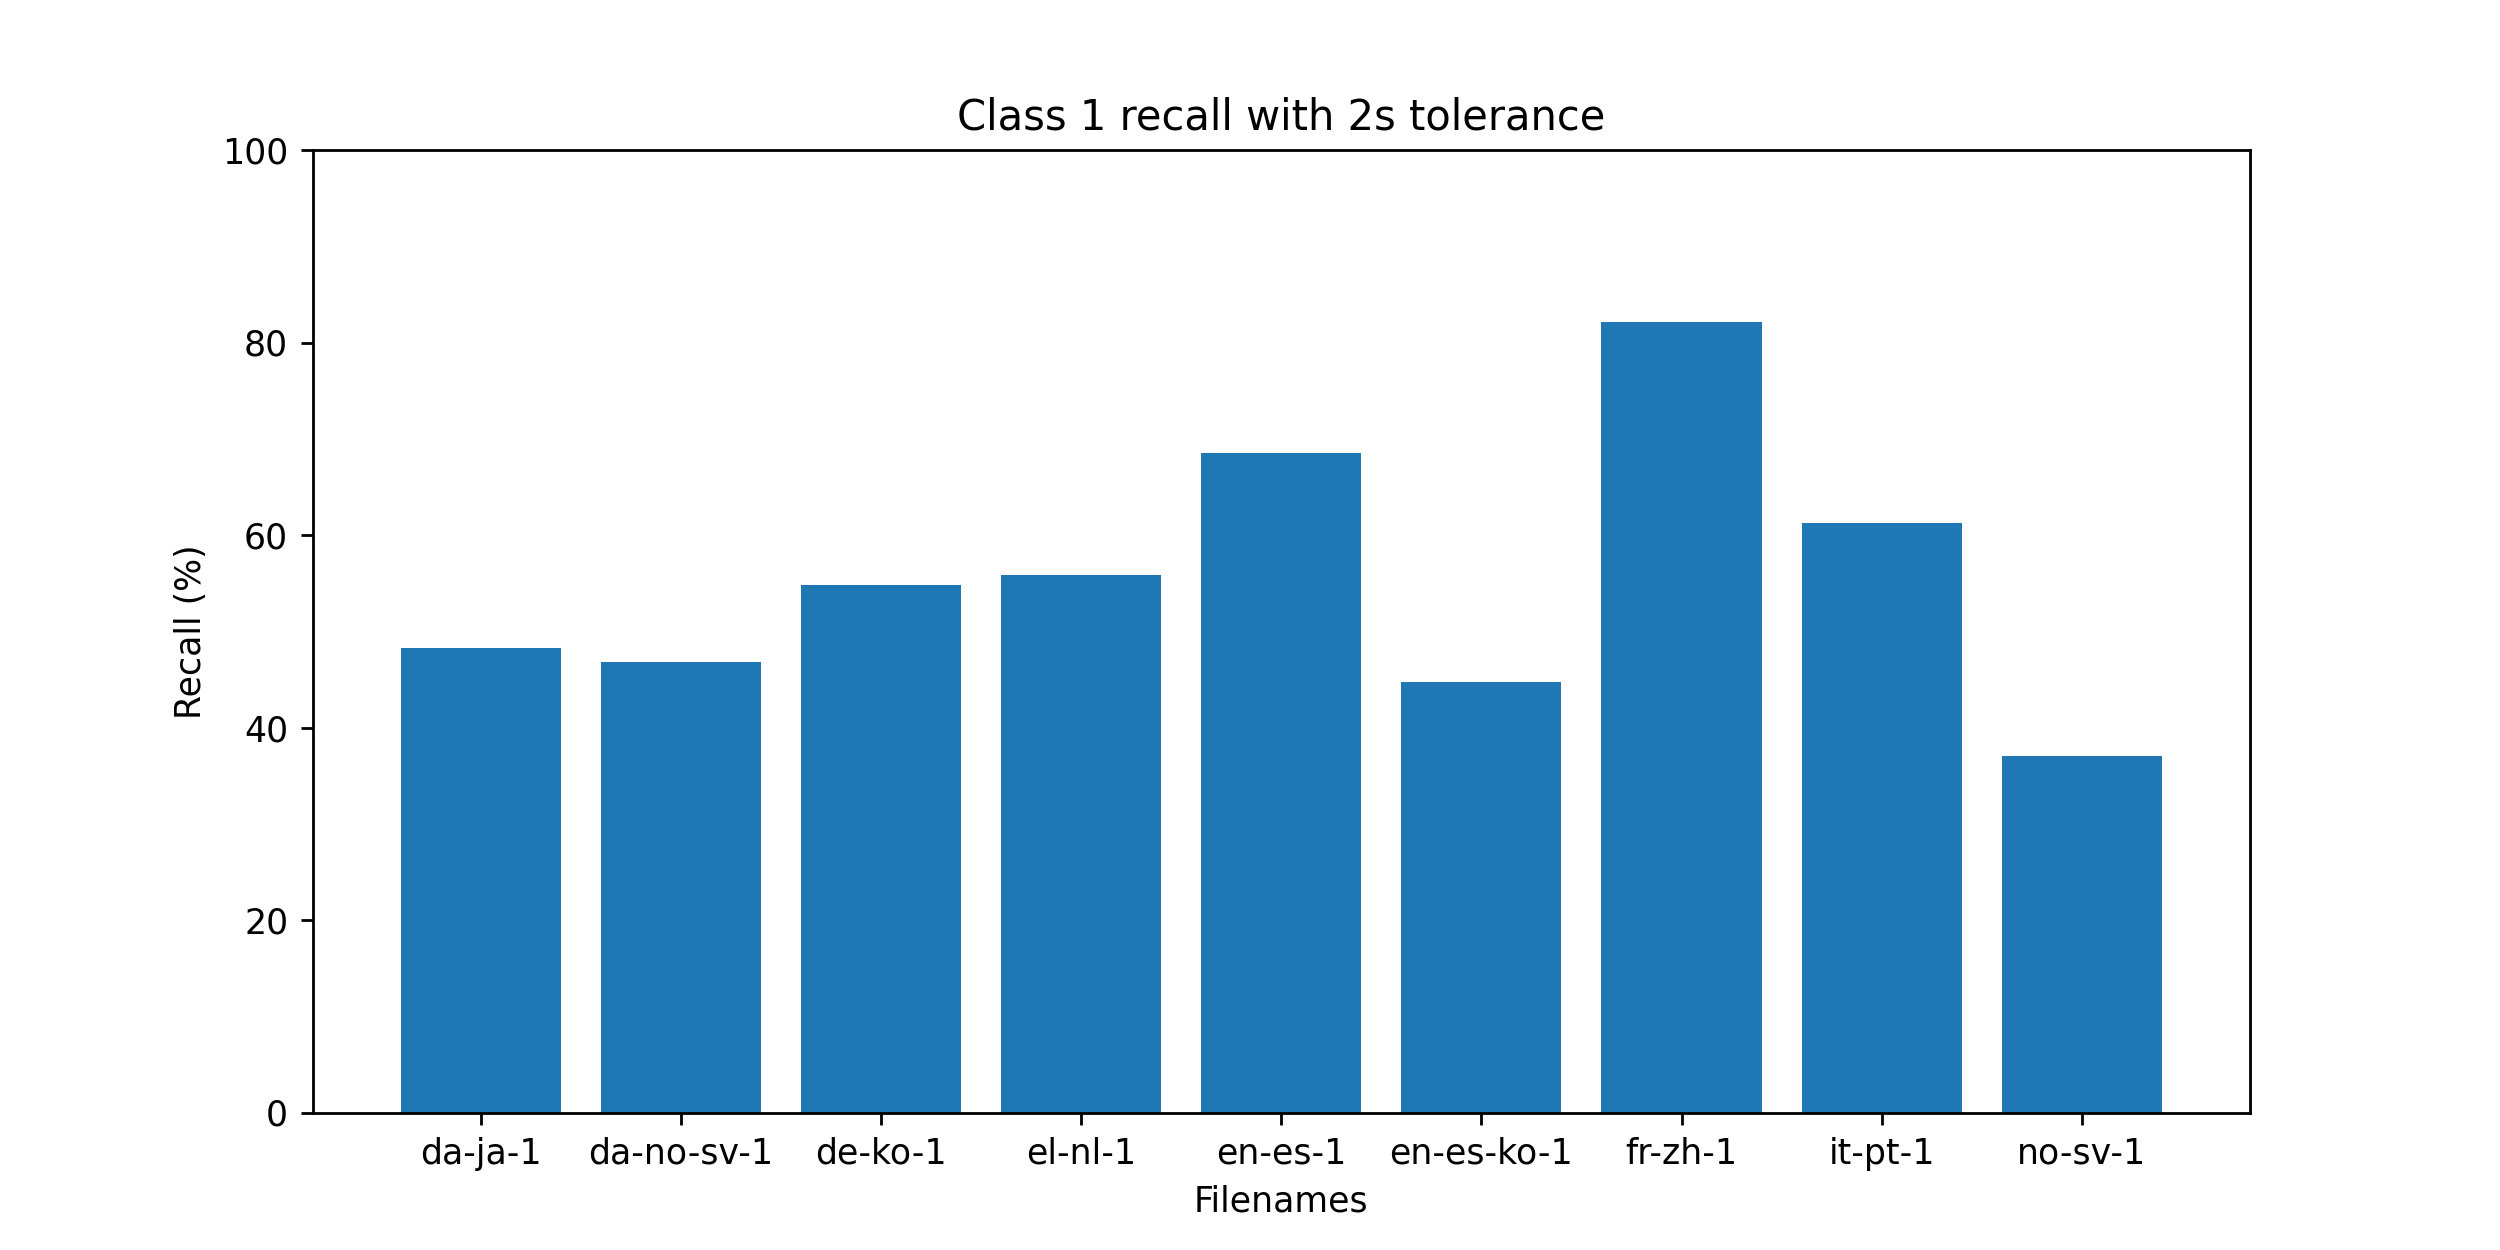 Class 1 recall with 2s tolerance
100
80
60
40
20
0
Recall (%)
da-ja-1 da-no-sv-1 de-ko-1 el-nl-1 en-es-1 en-es-ko-1 fr-zh-1 it-pt-1 no-sv-1
Filenames